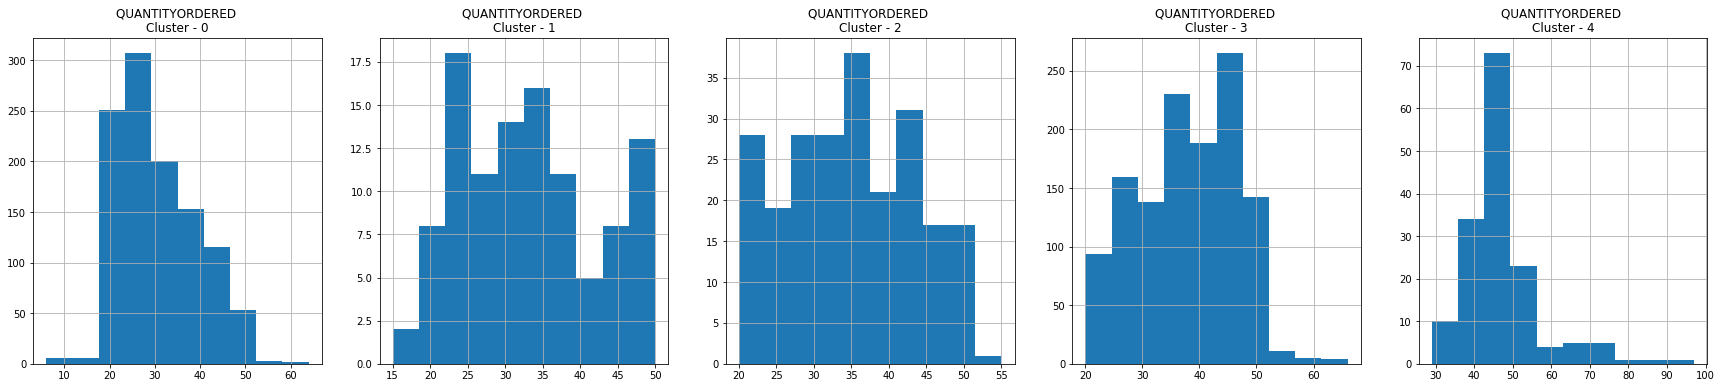 QUANTITYORDERED
Cluster - 0
300
250
200
150
100
50
0
10 20 30 40 50 60
QUANTITYORDERED
Cluster - 1
17.5
15.0
12.5
10.0
7.5
5.0
2.5
0.0
15 20 25 30 35 40 45 50
QUANTITYORDERED
Cluster - 2
35
30
25
20
15
10
5
0
20 25 30 35 40 45 50 55
QUANTITYORDERED
Cluster - 3
250
200
150
100
50
0
20 30 40 50 60
QUANTITYORDERED
Cluster - 4
70
60
50
40
30
20
10
0
30 40 50 60 70 80 90 100